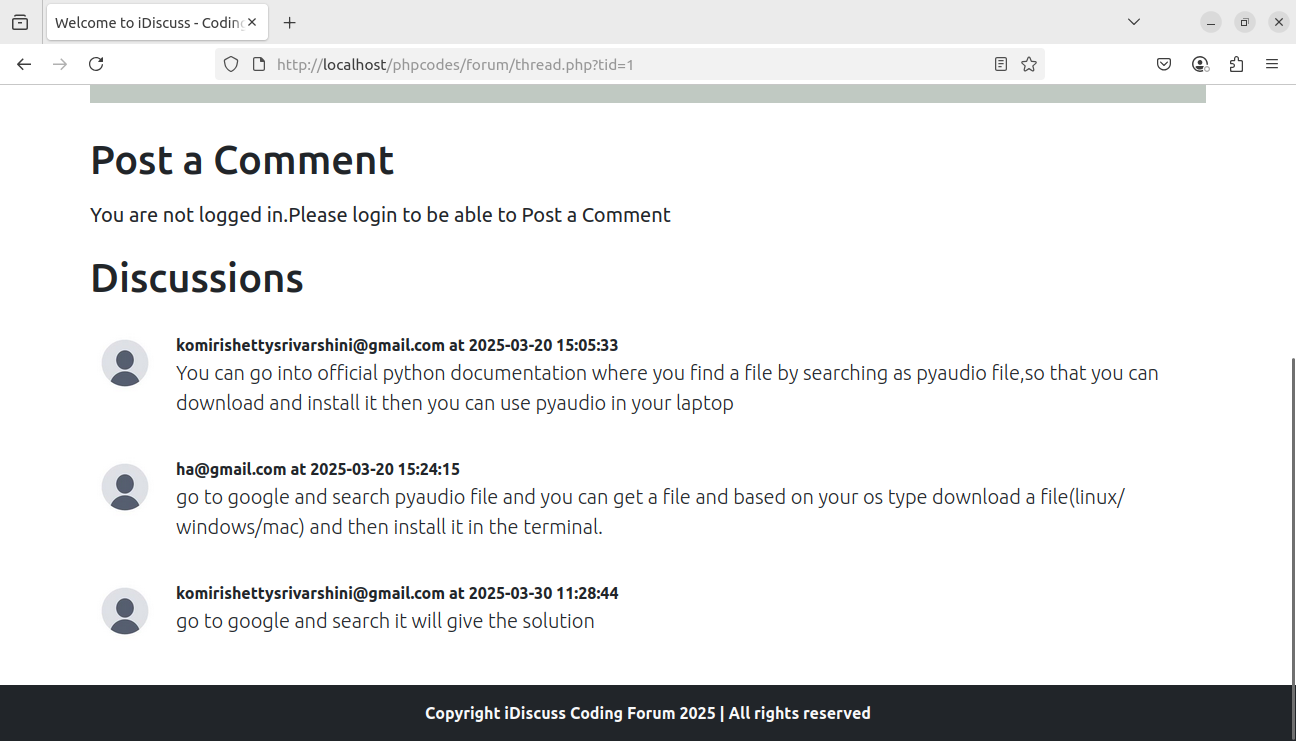 Welcome to iDiscuss - Coding
http://localhost/phpcodes/forum/thread.php?tid=1
Post a Comment
You are not logged in.Please login to be able to Post a Comment
Discussions
komirishettysrivarshini@gmail.com at 2025-03-20 15:05:33
You can go into official python documentation where you find a file by searching as pyaudio file,so that you can
download and install it then you can use pyaudio in your laptop
ha@gmail.com at 2025-03-20 15:24:15
go to google and search pyaudio file and you can get a file and based on your os type download a file(linux/
windows/mac) and then install it in the terminal.
komirishettysrivarshini@gmail.com at 2025-03-30 11:28:44
go to google and search it will give the solution
Copyright iDiscuss Coding Forum 2025 | All rights reserved